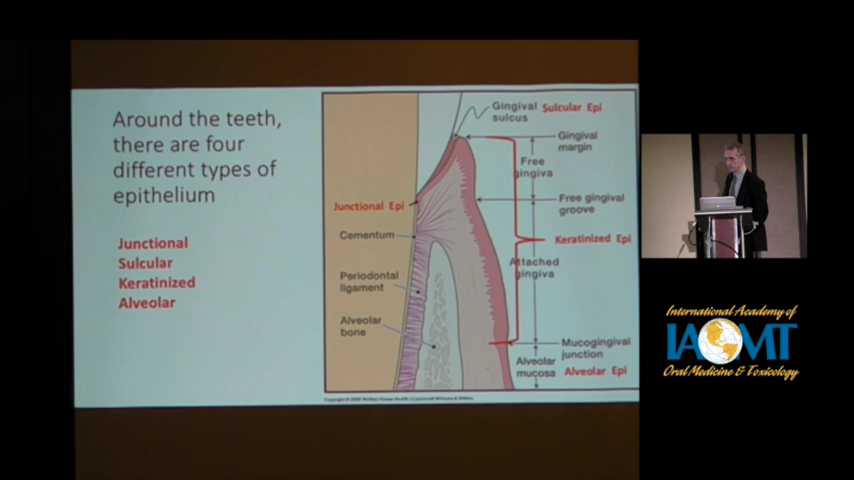 Around the teeth,
there are four
different types of
epithelium
Junctional
Sulcular
Keratinized
Alveolar
Gingival sulcus
Sulcular Epi
Gingival margin
Free gingiva
Junctional Epi
Free gingival groove
Cementum
Keratinized Epi
Attached gingiva
Periodontal ligament
Alveolar bone
Mucogingival junction
Alveolar mucosa
Alveolar Epi
International Academy of
IAOMT
Oral Medicine & Toxicology